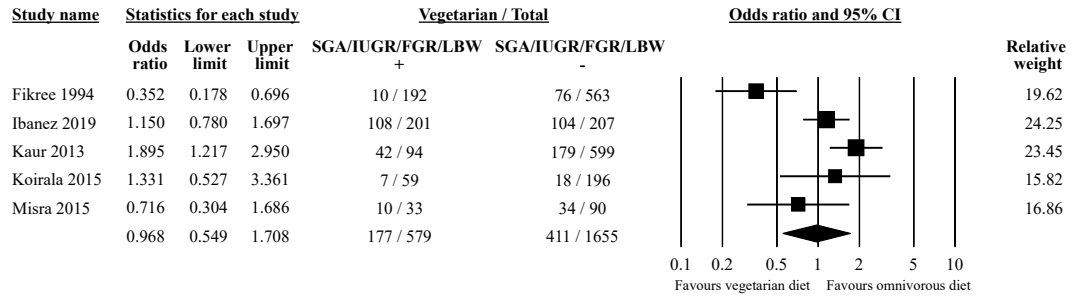 Study name Statistics for each study Vegetarian / Total Odds ratio and 95% CI
Odds ratio Lower limit Upper limit SGA/IUGR/FGR/LBW + SGA/IUGR/FGR/LBW - Relative weight
Fikree 1994 0.352 0.178 0.696 10 / 192 76 / 563 19.62
Ibanez 2019 1.150 0.780 1.697 108 / 201 104 / 207 24.25
Kaur 2013 1.895 1.217 2.950 42 / 94 179 / 599 23.45
Koirala 2015 1.331 0.527 3.361 7 / 59 18 / 196 15.82
Misra 2015 0.716 0.304 1.686 10 / 33 34 / 90 16.86
0.968 0.549 1.708 177 / 579 411 / 1655
0.1 0.2 0.5 1 2 5 10
Favours vegetarian diet Favours omnivorous diet